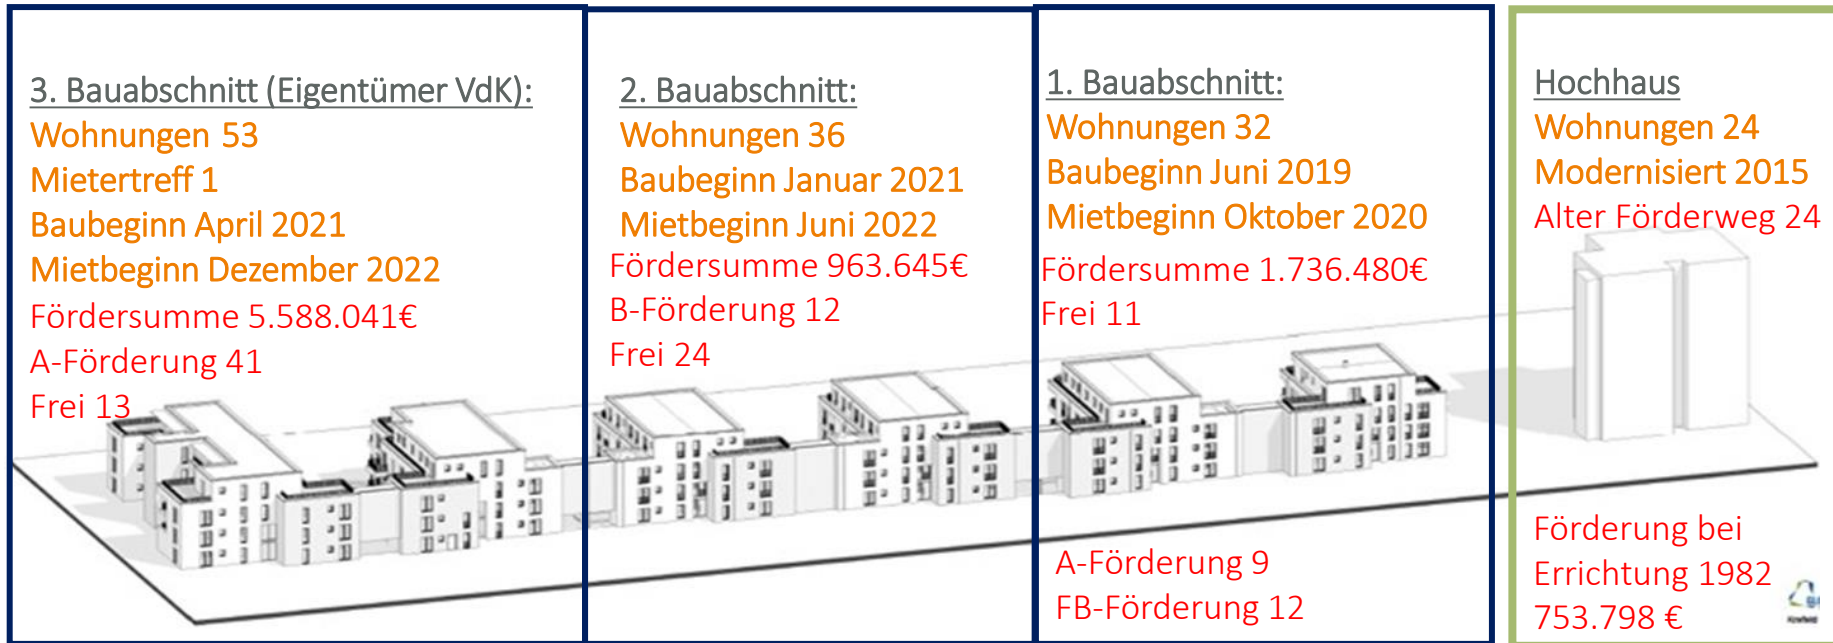 3. Bauabschnitt (Eigentümer VdK):
Wohnungen 53
Mietertreff 1
Baubeginn April 2021
Mietbeginn Dezember 2022
Fördersumme 5.588.041€
A-Förderung 41
Frei 13
2. Bauabschnitt:
Wohnungen 36
Baubeginn Januar 2021
Mietbeginn Juni 2022
Fördersumme 963.645€
B-Förderung 12
Frei 24
1. Bauabschnitt:
Wohnungen 32
Baubeginn Juni 2019
Mietbeginn Oktober 2020
Fördersumme 1.736.480€
Frei 11
A-Förderung 9
FB-Förderung 12
Hochhaus
Wohnungen 24
Modernisiert 2015
Alter Förderweg 24
Förderung bei
Errichtung 1982
753.798 €